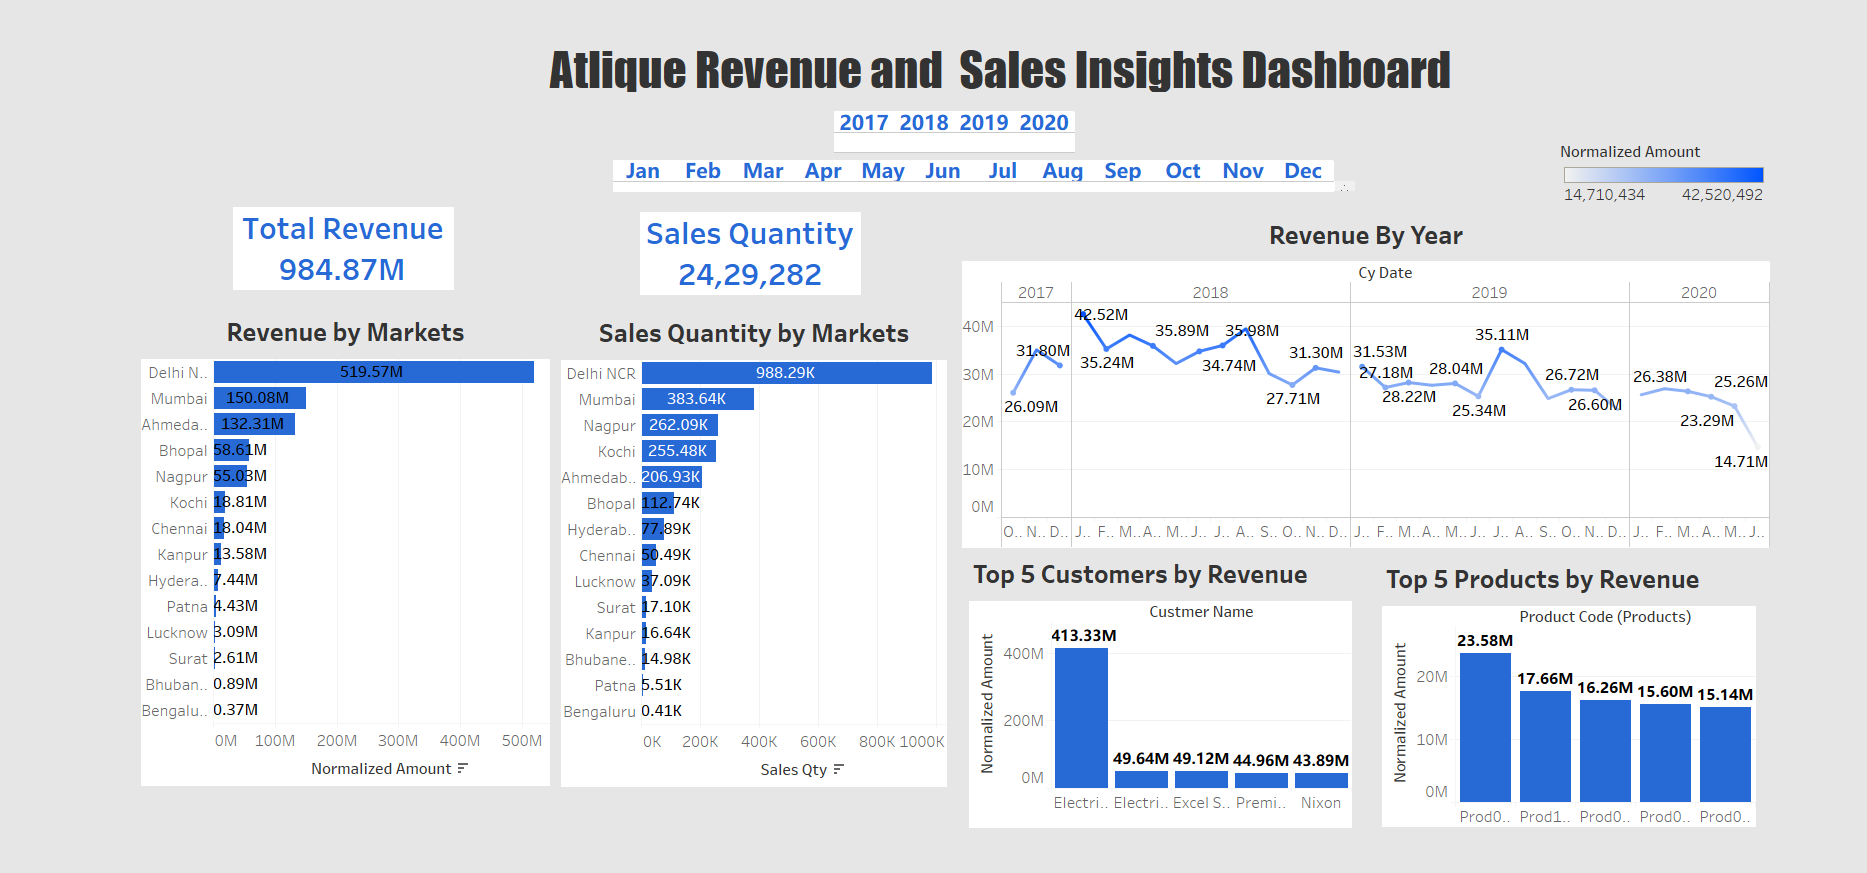 Atlique Revenue and  Sales Insights Dashboard
2017 2018 2019 2020
Jan Feb Mar Apr May Jun Jul Aug Sep Oct Nov Dec
Normalized Amount
14,710,434 42,520,492
Total Revenue
984.87M
Sales Quantity
24,29,282
Revenue by Markets
Delhi N.. 519.57M
Mumbai 150.08M
Ahmeda.. 132.31M
Bhopal 58.61M
Nagpur 55.03M
Kochi 18.81M
Chennai 18.04M
Kanpur 13.58M
Hydera.. 7.44M
Patna 4.43M
Lucknow 3.09M
Surat 2.61M
Bhuban.. 0.89M
Bengalu.. 0.37M
0M 100M 200M 300M 400M 500M
Normalized Amount
Sales Quantity by Markets
Delhi NCR 988.29K
Mumbai 383.64K
Nagpur 262.09K
Kochi 255.48K
Ahmedab.. 206.93K
Bhopal 112.74K
Hyderab.. 77.89K
Chennai 50.49K
Lucknow 37.09K
Surat 17.10K
Kanpur 16.64K
Bhubane.. 14.98K
Patna 5.51K
Bengaluru 0.41K
0K 200K 400K 600K 800K 1000K
Sales Qty
Revenue By Year
Cy Date
2017 2018 2019 2020
40M
30M
20M
10M
0M
26.09M 31.80M 42.52M 35.24M 35.89M 34.74M 35.98M 27.71M 31.30M 31.53M 27.18M 28.22M 28.04M 25.34M 35.11M 26.72M 26.60M 26.38M 23.29M 25.26M 14.71M
O.. N.. D.. J.. F.. M.. A.. M.. J.. J.. A.. S.. O.. N.. D.. J.. F.. M.. A.. M.. J.. J.. A.. S.. O.. N.. D.. J.. F.. M.. A.. M.. J..
Top 5 Customers by Revenue
Custmer Name
Normalized Amount
400M
200M
0M
413.33M 49.64M 49.12M 44.96M 43.89M
Electri.. Electri.. Excel S.. Premi.. Nixon
Top 5 Products by Revenue
Product Code (Products)
Normalized Amount
20M
10M
0M
23.58M 17.66M 16.26M 15.60M 15.14M
Prod0.. Prod1.. Prod0.. Prod0.. Prod0..